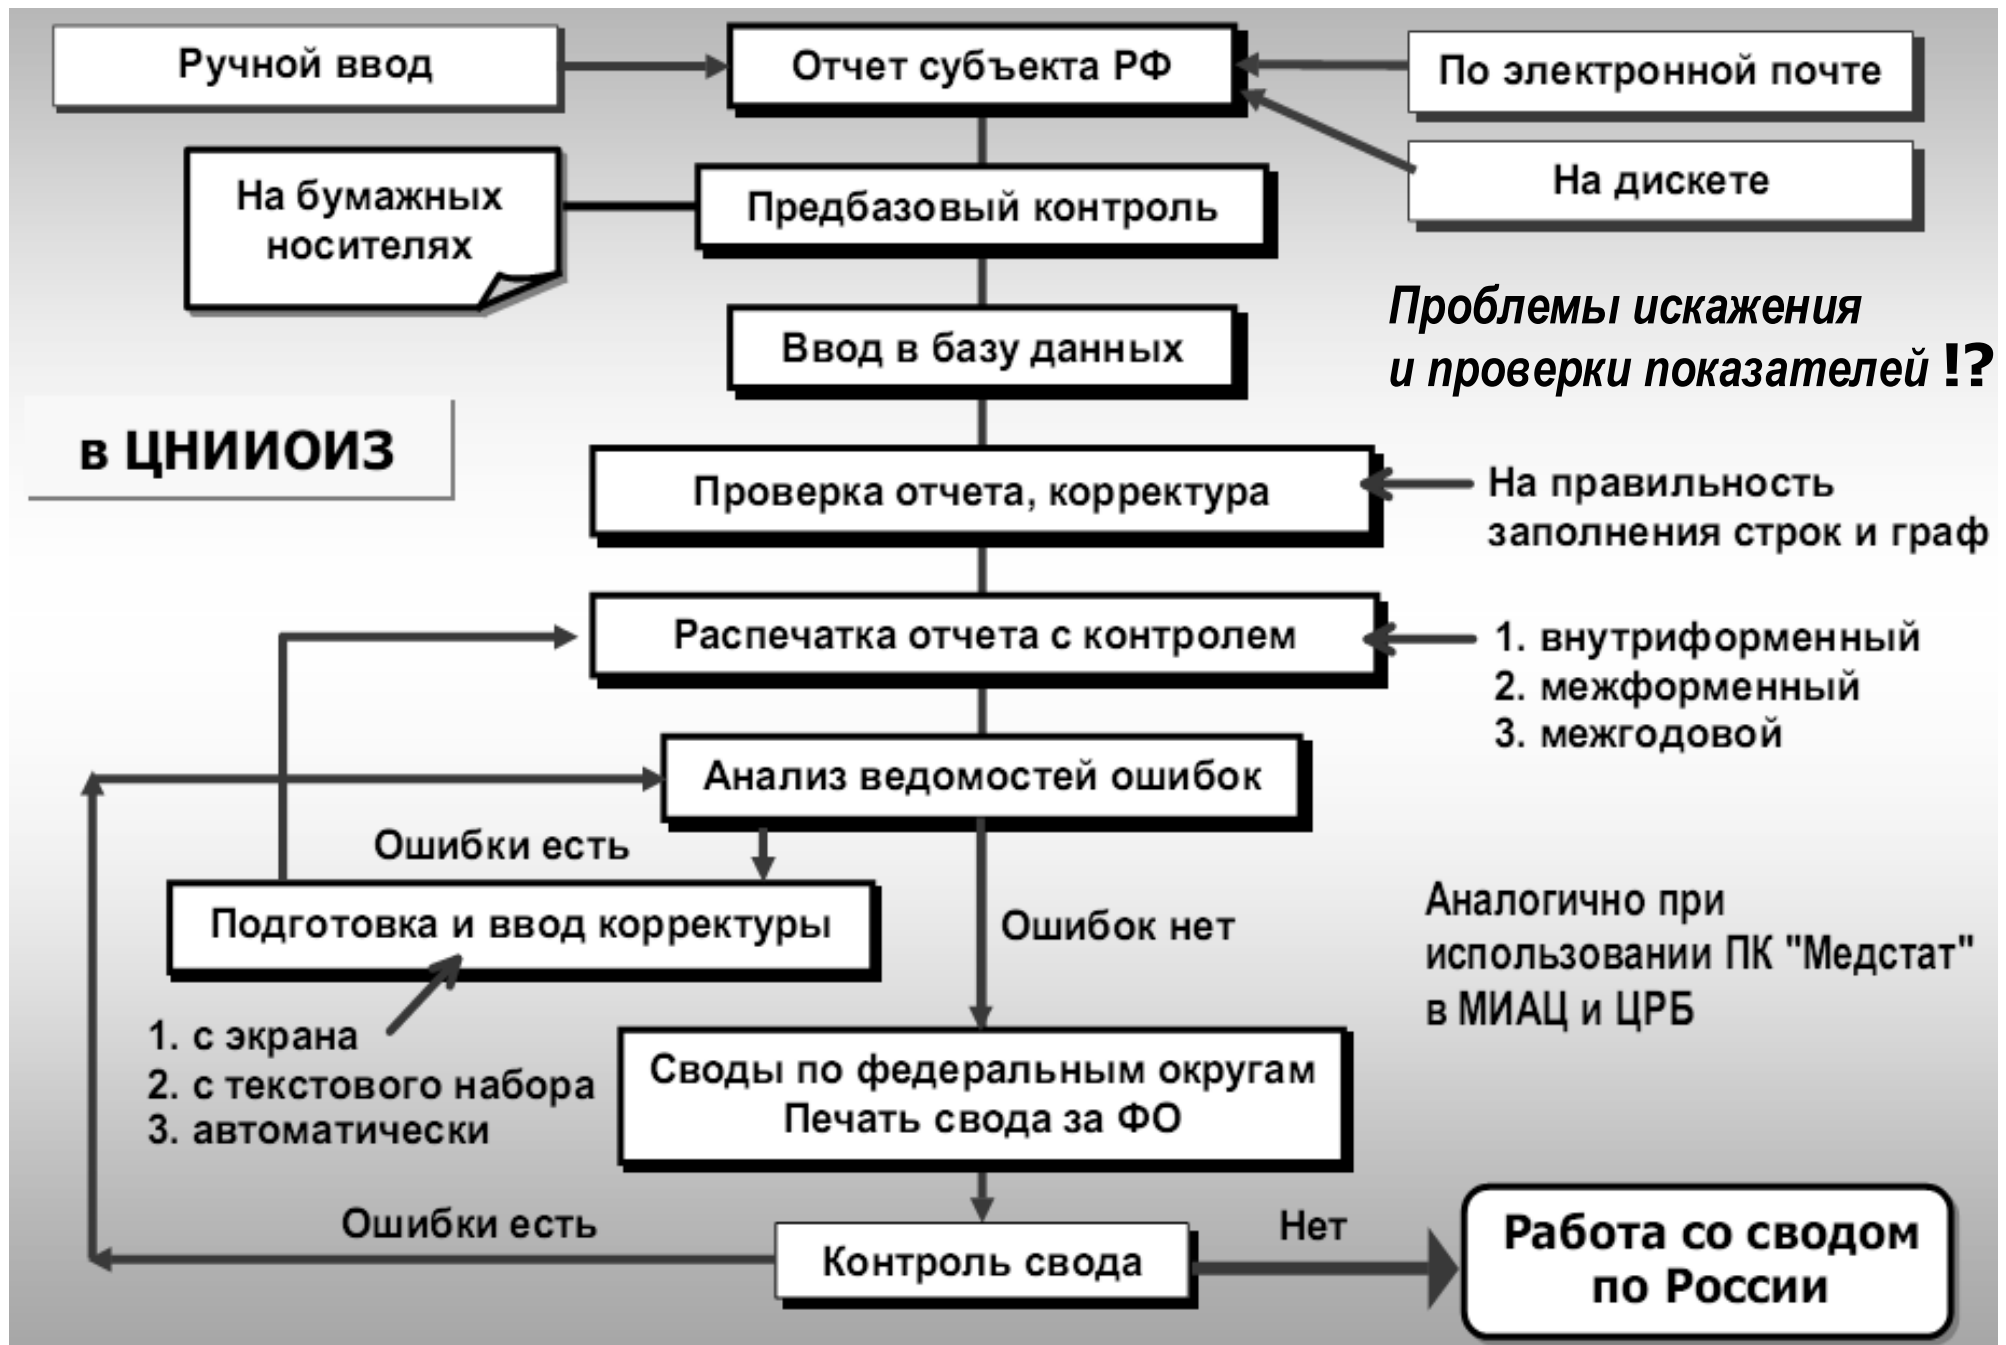 Ручной ввод
Отчет субъекта РФ
По электронной почте
На дискете
На бумажных
носителях
Предбазовый контроль
Проблемы искажения
и проверки показателей !?
Ввод в базу данных
в ЦНИИОИЗ
Проверка отчета, корректура
На правильность
заполнения строк и граф
Распечатка отчета с контролем
1. внутриформенный
2. межформенный
3. межгодовой
Анализ ведомостей ошибок
Ошибки есть
Подготовка и ввод корректуры
Ошибок нет
Аналогично при
использовании ПК "Медстат"
в МИАЦ и ЦРБ
1. с экрана
2. с текстового набора
3. автоматически
Своды по федеральным округам
Печать свода за ФО
Ошибки есть
Контроль свода
Нет
Работа со сводом
по России